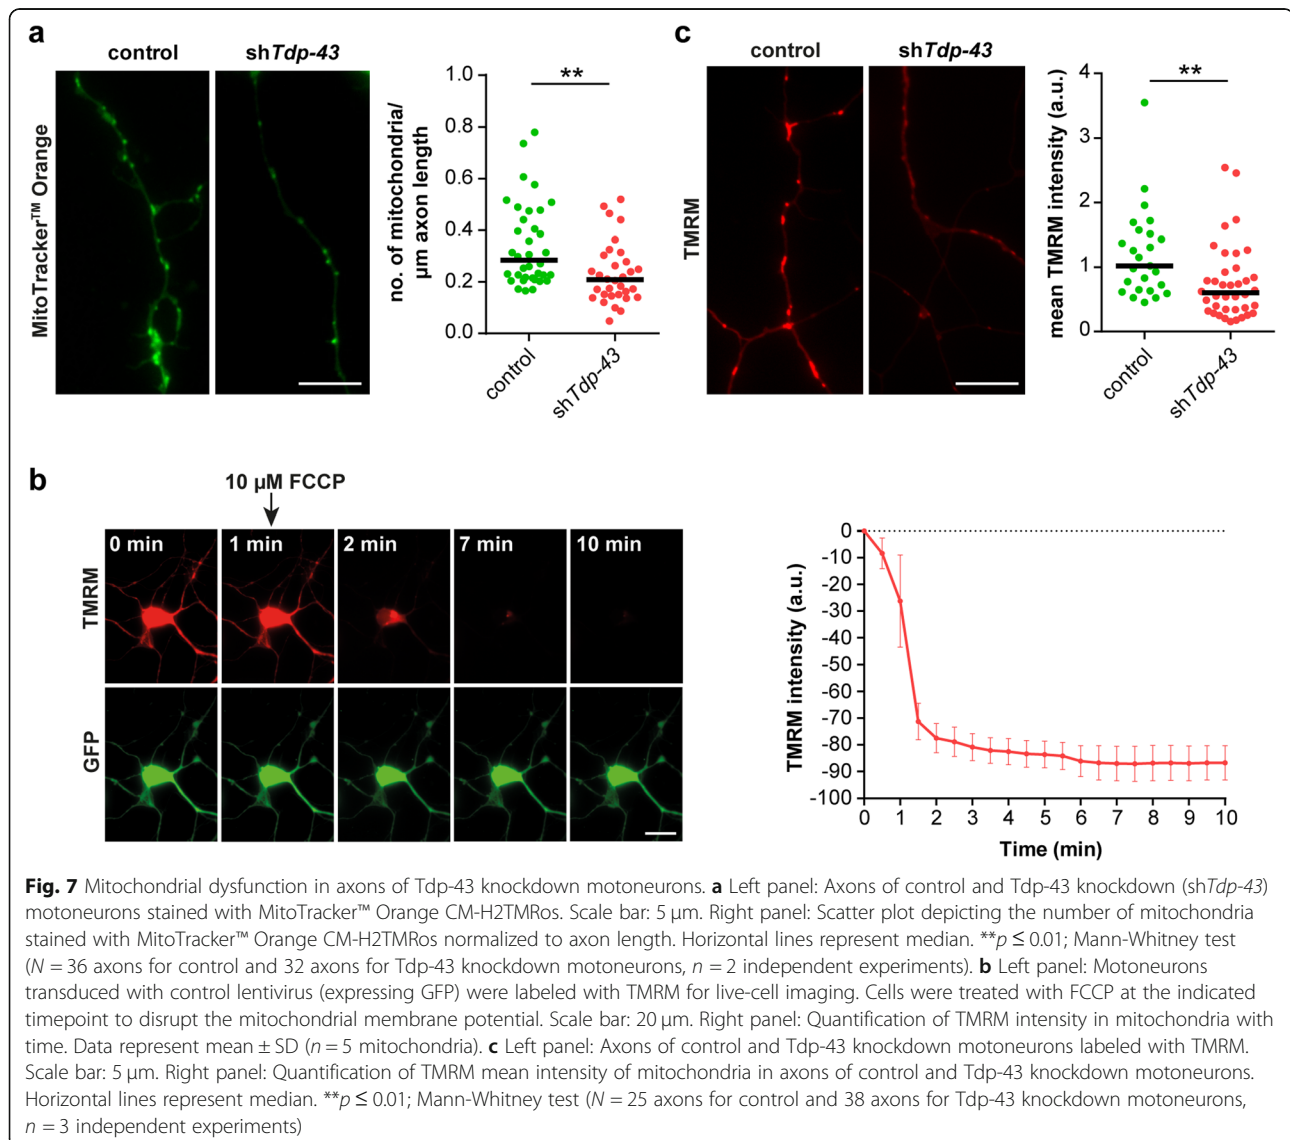 a
control
shTdp-43
MitoTracker™ Orange
no. of mitochondria/
µm axon length
1.0
0.8
0.6
0.4
0.2
0.0
**
control
shTdp-43
c
control
shTdp-43
TMRM
mean TMRM intensity (a.u.)
4
3
2
1
0
**
control
shTdp-43
b
10 µM FCCP
0 min
1 min
2 min
7 min
10 min
TMRM
GFP
TMRM intensity (a.u.)
0
-10
-20
-30
-40
-50
-60
-70
-80
-90
-100
0 1 2 3 4 5 6 7 8 9 10
Time (min)
Fig. 7 Mitochondrial dysfunction in axons of Tdp-43 knockdown motoneurons. a Left panel: Axons of control and Tdp-43 knockdown (shTdp-43)
motoneurons stained with MitoTracker™ Orange CM-H2TMRos. Scale bar: 5 µm. Right panel: Scatter plot depicting the number of mitochondria
stained with MitoTracker™ Orange CM-H2TMRos normalized to axon length. Horizontal lines represent median. **p ≤ 0.01; Mann-Whitney test
(N = 36 axons for control and 32 axons for Tdp-43 knockdown motoneurons, n = 2 independent experiments). b Left panel: Motoneurons
transduced with control lentivirus (expressing GFP) were labeled with TMRM for live-cell imaging. Cells were treated with FCCP at the indicated
timepoint to disrupt the mitochondrial membrane potential. Scale bar: 20 µm. Right panel: Quantification of TMRM intensity in mitochondria with
time. Data represent mean ± SD (n = 5 mitochondria). c Left panel: Axons of control and Tdp-43 knockdown motoneurons labeled with TMRM.
Scale bar: 5 µm. Right panel: Quantification of TMRM mean intensity of mitochondria in axons of control and Tdp-43 knockdown motoneurons.
Horizontal lines represent median. **p ≤ 0.01; Mann-Whitney test (N = 25 axons for control and 38 axons for Tdp-43 knockdown motoneurons,
n = 3 independent experiments)